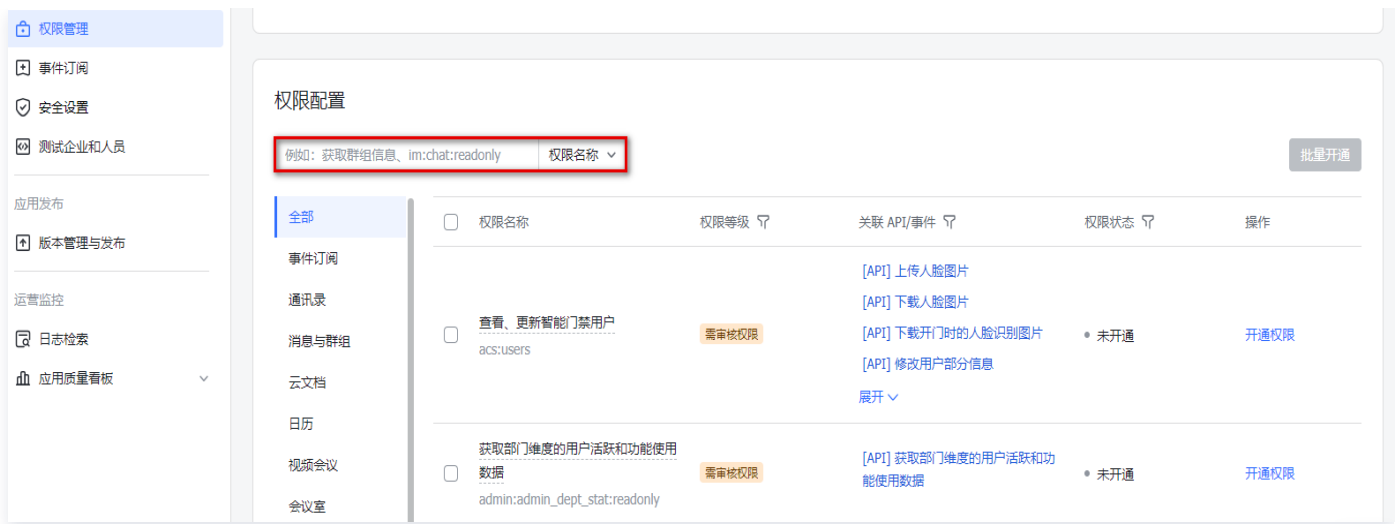 权限管理
事件订阅
安全设置
测试企业和人员
应用发布
版本管理与发布
运营监控
日志检索
应用质量看板
权限配置
例如：获取群组信息、im:chat:readonly
权限名称
批量开通
全部
事件订阅
通讯录
消息与群组
云文档
日历
视频会议
会议室
权限名称
权限等级
关联 API/事件
权限状态
操作
查看、更新智能门禁用户
acs:users
需审核权限
[API] 上传人脸图片
[API] 下载人脸图片
[API] 下载开门时的人脸识别图片
[API] 修改用户部分信息
展开
未开通
开通权限
获取部门维度的用户活跃和功能使用
数据
admin:admin_dept_stat:readonly
需审核权限
[API] 获取部门维度的用户活跃和功
能使用数据
未开通
开通权限